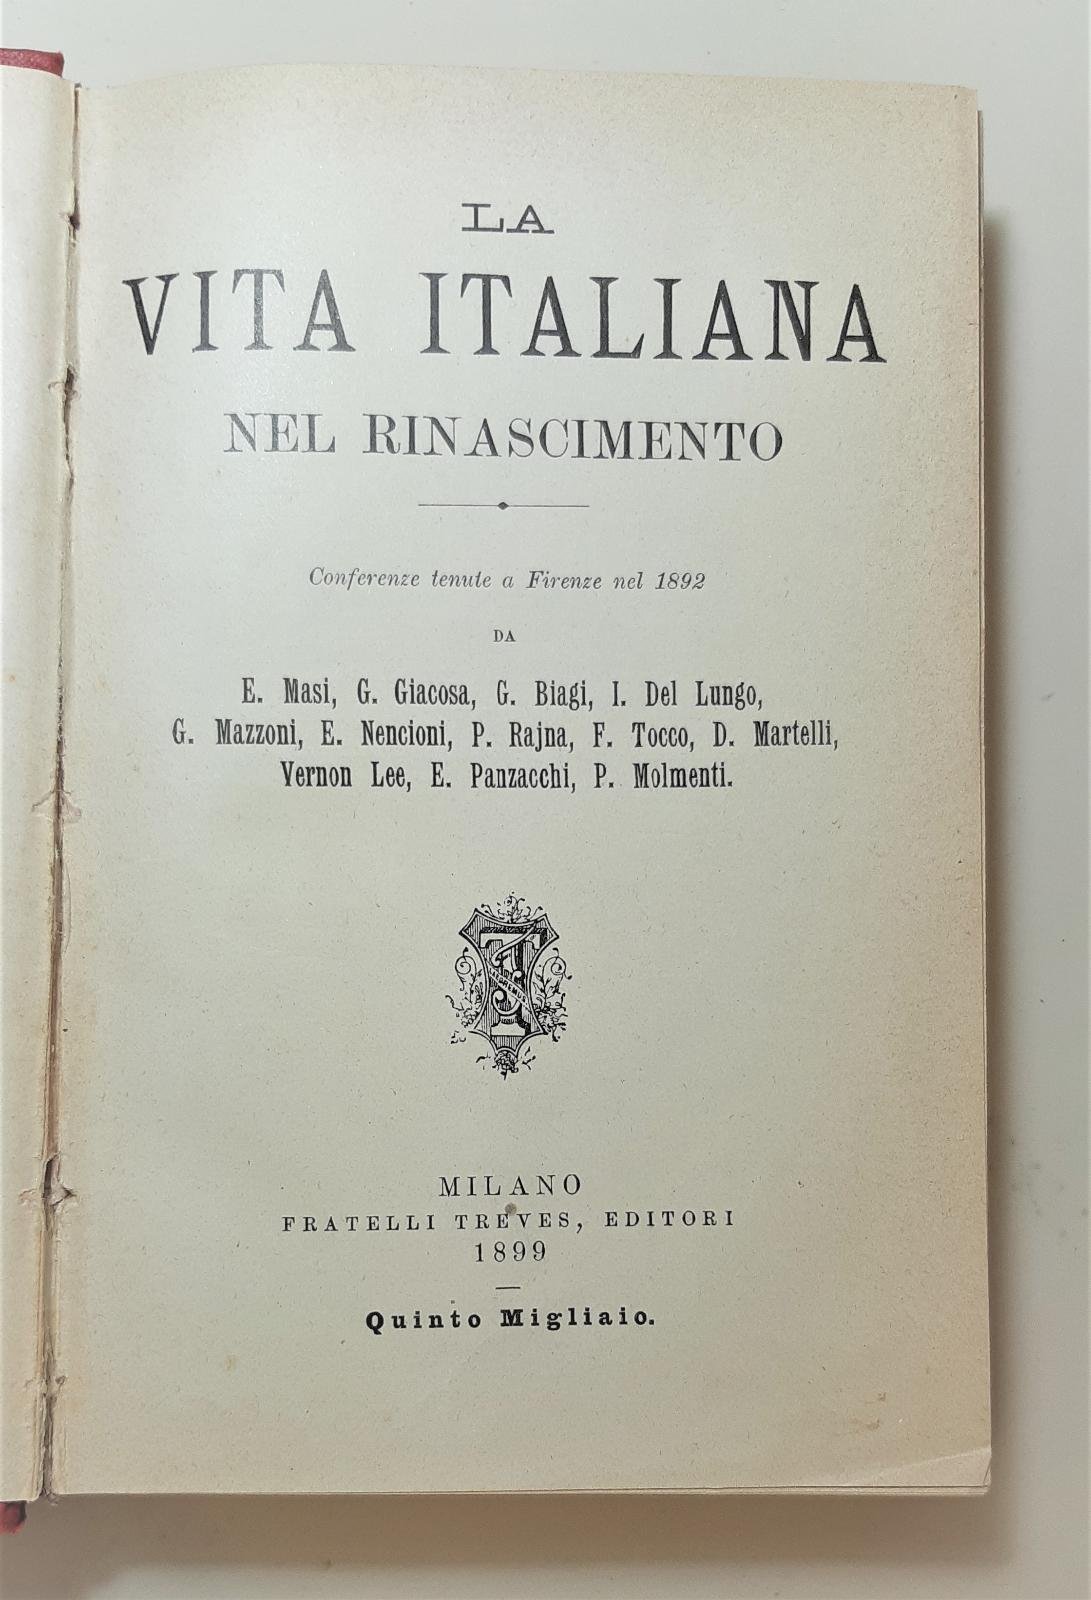 LA
VITA ITALIANA
NEL RINASCIMENTO
Conferenze tenute a Firenze nel 1892
DA
E. Masi, G. Giacosa, G. Biagi, I. Del Lungo,
G. Mazzoni, E. Nencioni, P. Rajna, F. Tocco, D. Martelli,
Vernon Lee, E. Panzacchi, P. Molmenti.
MILANO
FRATELLI TREVES, EDITORI
1899
Quinto Migliaio.